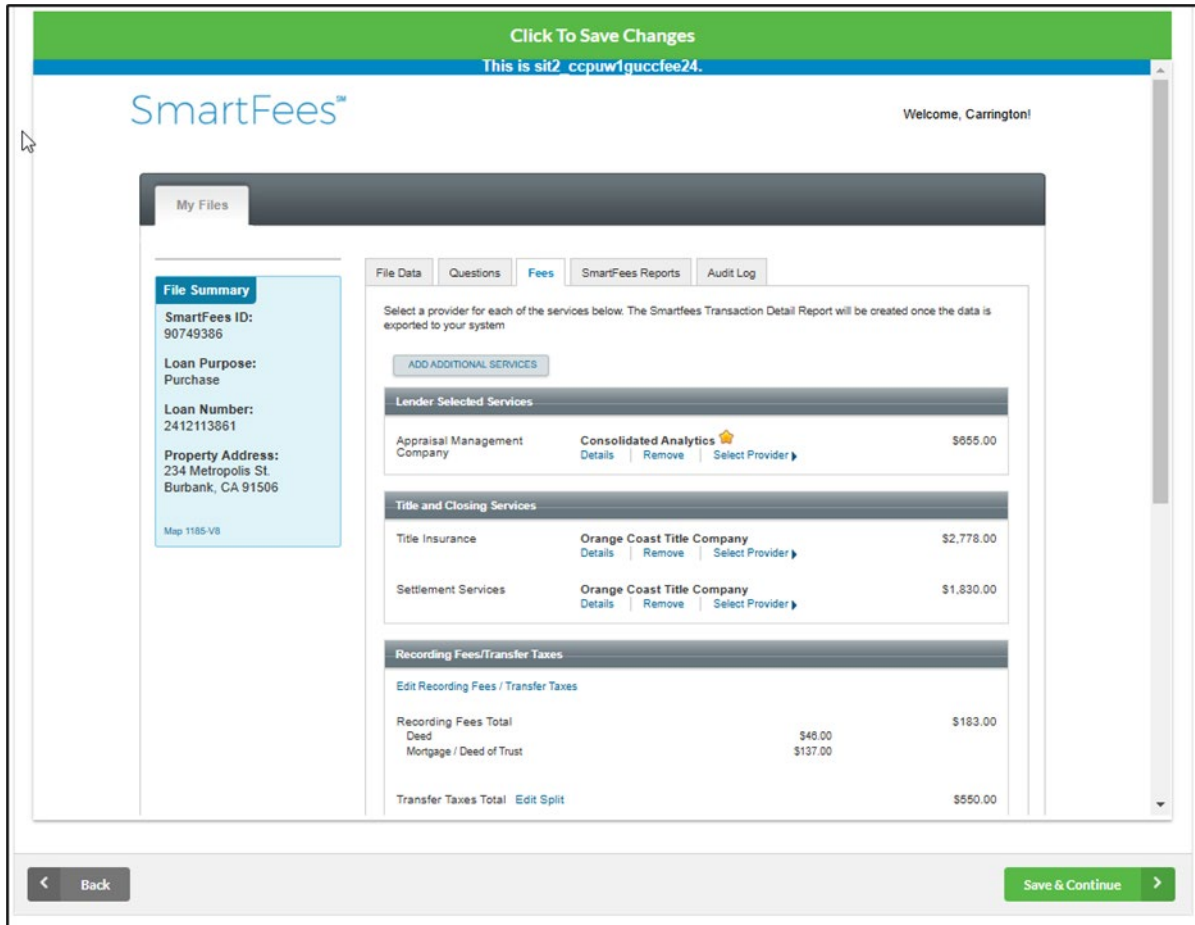 Click To Save Changes
This is sit2_ccpuw1guccfee24.
SmartFees℠
Welcome, Carrington!
My Files
File Summary
SmartFees ID:
90749386
Loan Purpose:
Purchase
Loan Number:
2412113861
Property Address:
234 Metropolis St.
Burbank, CA 91506
Map 1185-V8
File Data Questions Fees SmartFees Reports Audit Log
Select a provider for each of the services below. The Smartfees Transaction Detail Report will be created once the data is
exported to your system
ADD ADDITIONAL SERVICES
Lender Selected Services
Appraisal Management Consolidated Analytics $655.00
Company Details | Remove | Select Provider
Title and Closing Services
Title Insurance Orange Coast Title Company $2,778.00
Details | Remove | Select Provider
Settlement Services Orange Coast Title Company $1,830.00
Details | Remove | Select Provider
Recording Fees/Transfer Taxes
Edit Recording Fees / Transfer Taxes
Recording Fees Total $183.00
Deed $46.00
Mortgage / Deed of Trust $137.00
Transfer Taxes Total Edit Split $550.00
Back
Save & Continue